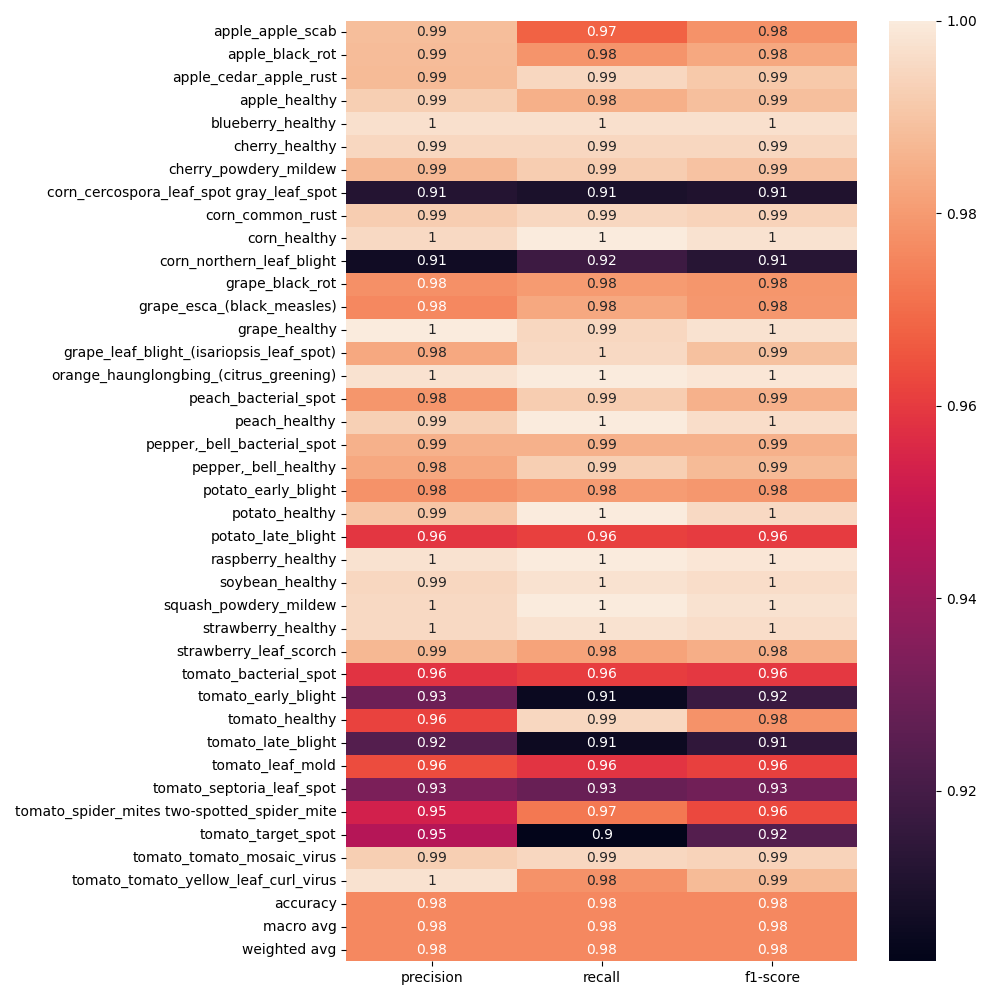 apple_apple_scab 0.99 0.97 0.98
apple_black_rot 0.99 0.98 0.98
apple_cedar_apple_rust 0.99 0.99 0.99
apple_healthy 0.99 0.98 0.99
blueberry_healthy 1 1 1
cherry_healthy 0.99 0.99 0.99
cherry_powdery_mildew 0.99 0.99 0.99
corn_cercospora_leaf_spot gray_leaf_spot 0.91 0.91 0.91
corn_common_rust 0.99 0.99 0.99
corn_healthy 1 1 1
corn_northern_leaf_blight 0.91 0.92 0.91
grape_black_rot 0.98 0.98 0.98
grape_esca_(black_measles) 0.98 0.98 0.98
grape_healthy 1 0.99 1
grape_leaf_blight_(isariopsis_leaf_spot) 0.98 1 0.99
orange_haunglongbing_(citrus_greening) 1 1 1
peach_bacterial_spot 0.98 0.99 0.99
peach_healthy 0.99 1 1
pepper,_bell_bacterial_spot 0.99 0.99 0.99
pepper,_bell_healthy 0.98 0.99 0.99
potato_early_blight 0.98 0.98 0.98
potato_healthy 0.99 1 1
potato_late_blight 0.96 0.96 0.96
raspberry_healthy 1 1 1
soybean_healthy 0.99 1 1
squash_powdery_mildew 1 1 1
strawberry_healthy 1 1 1
strawberry_leaf_scorch 0.99 0.98 0.98
tomato_bacterial_spot 0.96 0.96 0.96
tomato_early_blight 0.93 0.91 0.92
tomato_healthy 0.96 0.99 0.98
tomato_late_blight 0.92 0.91 0.91
tomato_leaf_mold 0.96 0.96 0.96
tomato_septoria_leaf_spot 0.93 0.93 0.93
tomato_spider_mites two-spotted_spider_mite 0.95 0.97 0.96
tomato_target_spot 0.95 0.9 0.92
tomato_tomato_mosaic_virus 0.99 0.99 0.99
tomato_tomato_yellow_leaf_curl_virus 1 0.98 0.99
accuracy 0.98 0.98 0.98
macro avg 0.98 0.98 0.98
weighted avg 0.98 0.98 0.98
precision recall f1-score
1.00
0.98
0.96
0.94
0.92